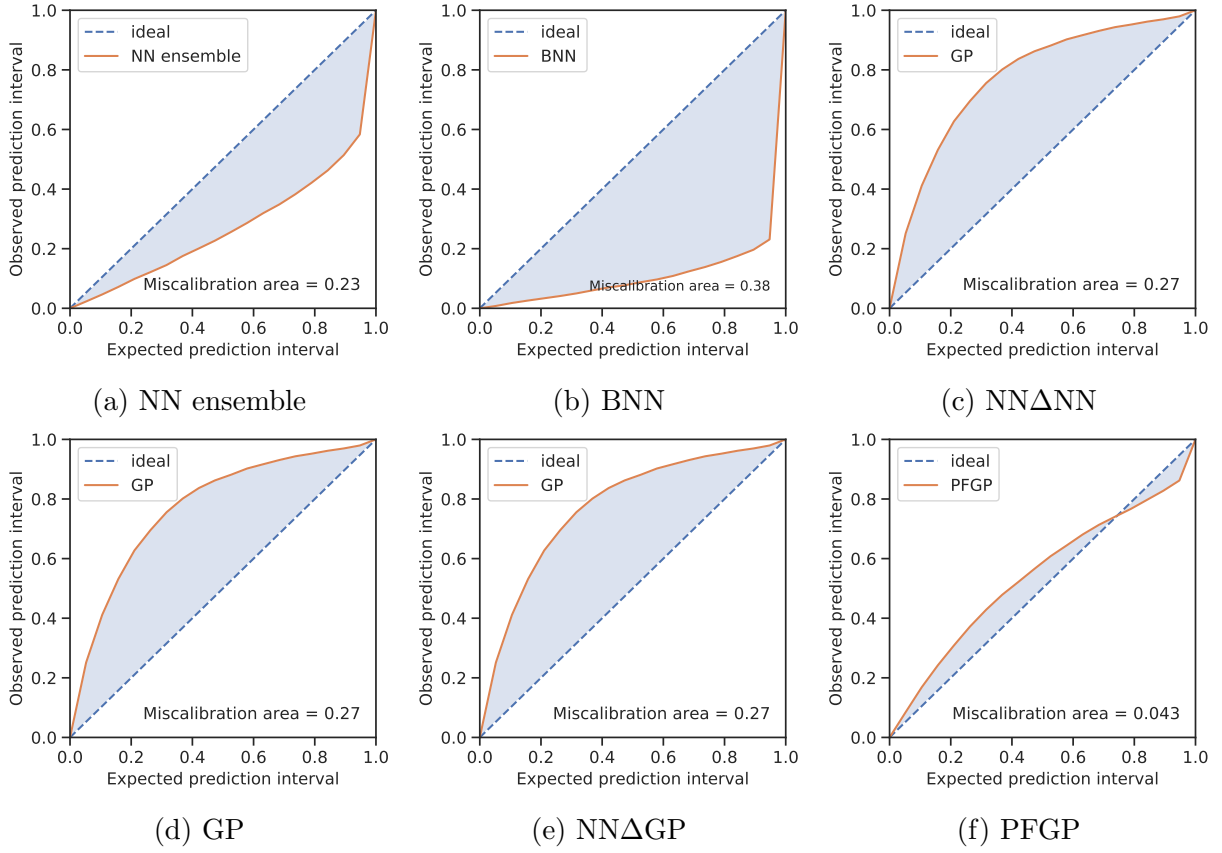 1.0
0.8
0.6
0.4
0.2
0.0
Observed prediction interval
ideal
NN ensemble
Miscalibration area = 0.23
0.0 0.2 0.4 0.6 0.8 1.0
Expected prediction interval
(a) NN ensemble
1.0
0.8
0.6
0.4
0.2
0.0
Observed prediction interval
ideal
BNN
Miscalibration area = 0.38
0.0 0.2 0.4 0.6 0.8 1.0
Expected prediction interval
(b) BNN
1.0
0.8
0.6
0.4
0.2
0.0
Observed prediction interval
ideal
GP
Miscalibration area = 0.27
0.0 0.2 0.4 0.6 0.8 1.0
Expected prediction interval
(c) NNΔNN
1.0
0.8
0.6
0.4
0.2
0.0
Observed prediction interval
ideal
GP
Miscalibration area = 0.27
0.0 0.2 0.4 0.6 0.8 1.0
Expected prediction interval
(d) GP
1.0
0.8
0.6
0.4
0.2
0.0
Observed prediction interval
ideal
GP
Miscalibration area = 0.27
0.0 0.2 0.4 0.6 0.8 1.0
Expected prediction interval
(e) NNΔGP
1.0
0.8
0.6
0.4
0.2
0.0
Observed prediction interval
ideal
PFGP
Miscalibration area = 0.043
0.0 0.2 0.4 0.6 0.8 1.0
Expected prediction interval
(f) PFGP